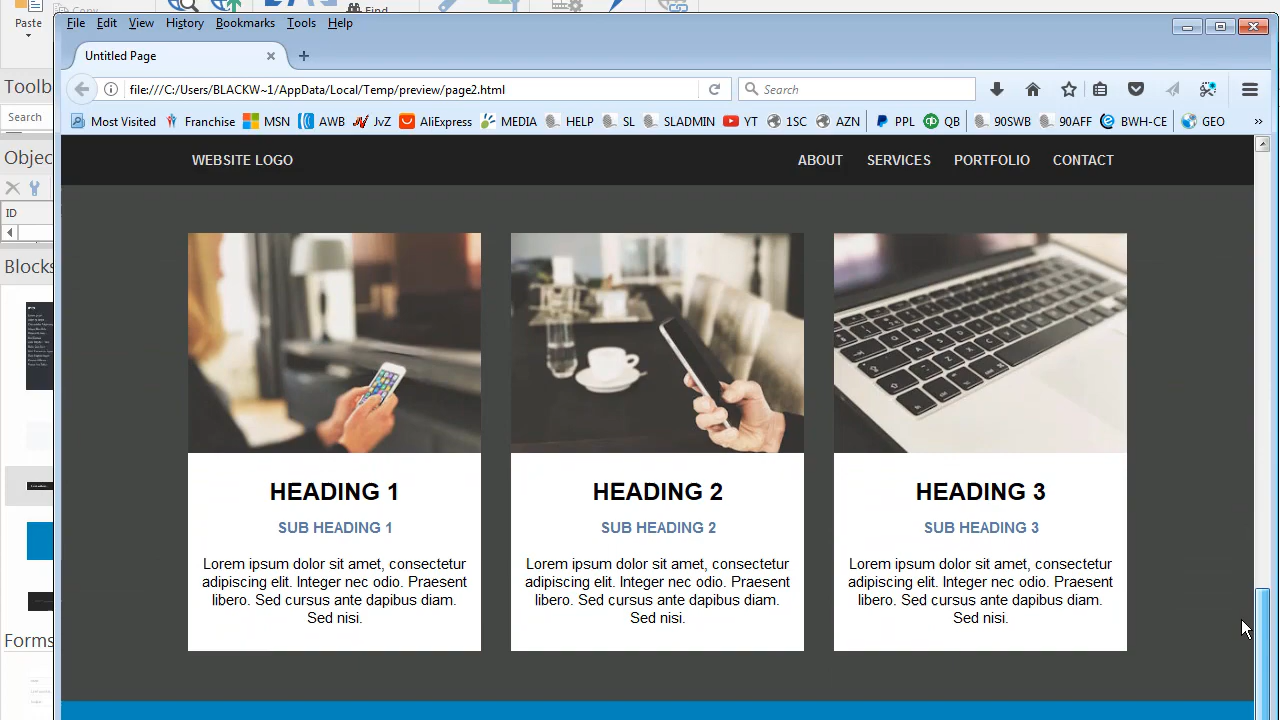 Paste
Copy
Find
Toolb
Search
Objec
ID
Blocks
Forms
File Edit View History Bookmarks Tools Help
Untitled Page
file:///C:/Users/BLACKW~1/AppData/Local/Temp/preview/page2.html
Search
Most Visited Franchise MSN AWB JvZ AliExpress MEDIA HELP SL SLADMIN YT 1SC AZN PPL QB 90SWB 90AFF BWH-CE GEO »
WEBSITE LOGO ABOUT SERVICES PORTFOLIO CONTACT
HEADING 1
SUB HEADING 1
Lorem ipsum dolor sit amet, consectetur
adipiscing elit. Integer nec odio. Praesent
libero. Sed cursus ante dapibus diam.
Sed nisi.
HEADING 2
SUB HEADING 2
Lorem ipsum dolor sit amet, consectetur
adipiscing elit. Integer nec odio. Praesent
libero. Sed cursus ante dapibus diam.
Sed nisi.
HEADING 3
SUB HEADING 3
Lorem ipsum dolor sit amet, consectetur
adipiscing elit. Integer nec odio. Praesent
libero. Sed cursus ante dapibus diam.
Sed nisi.